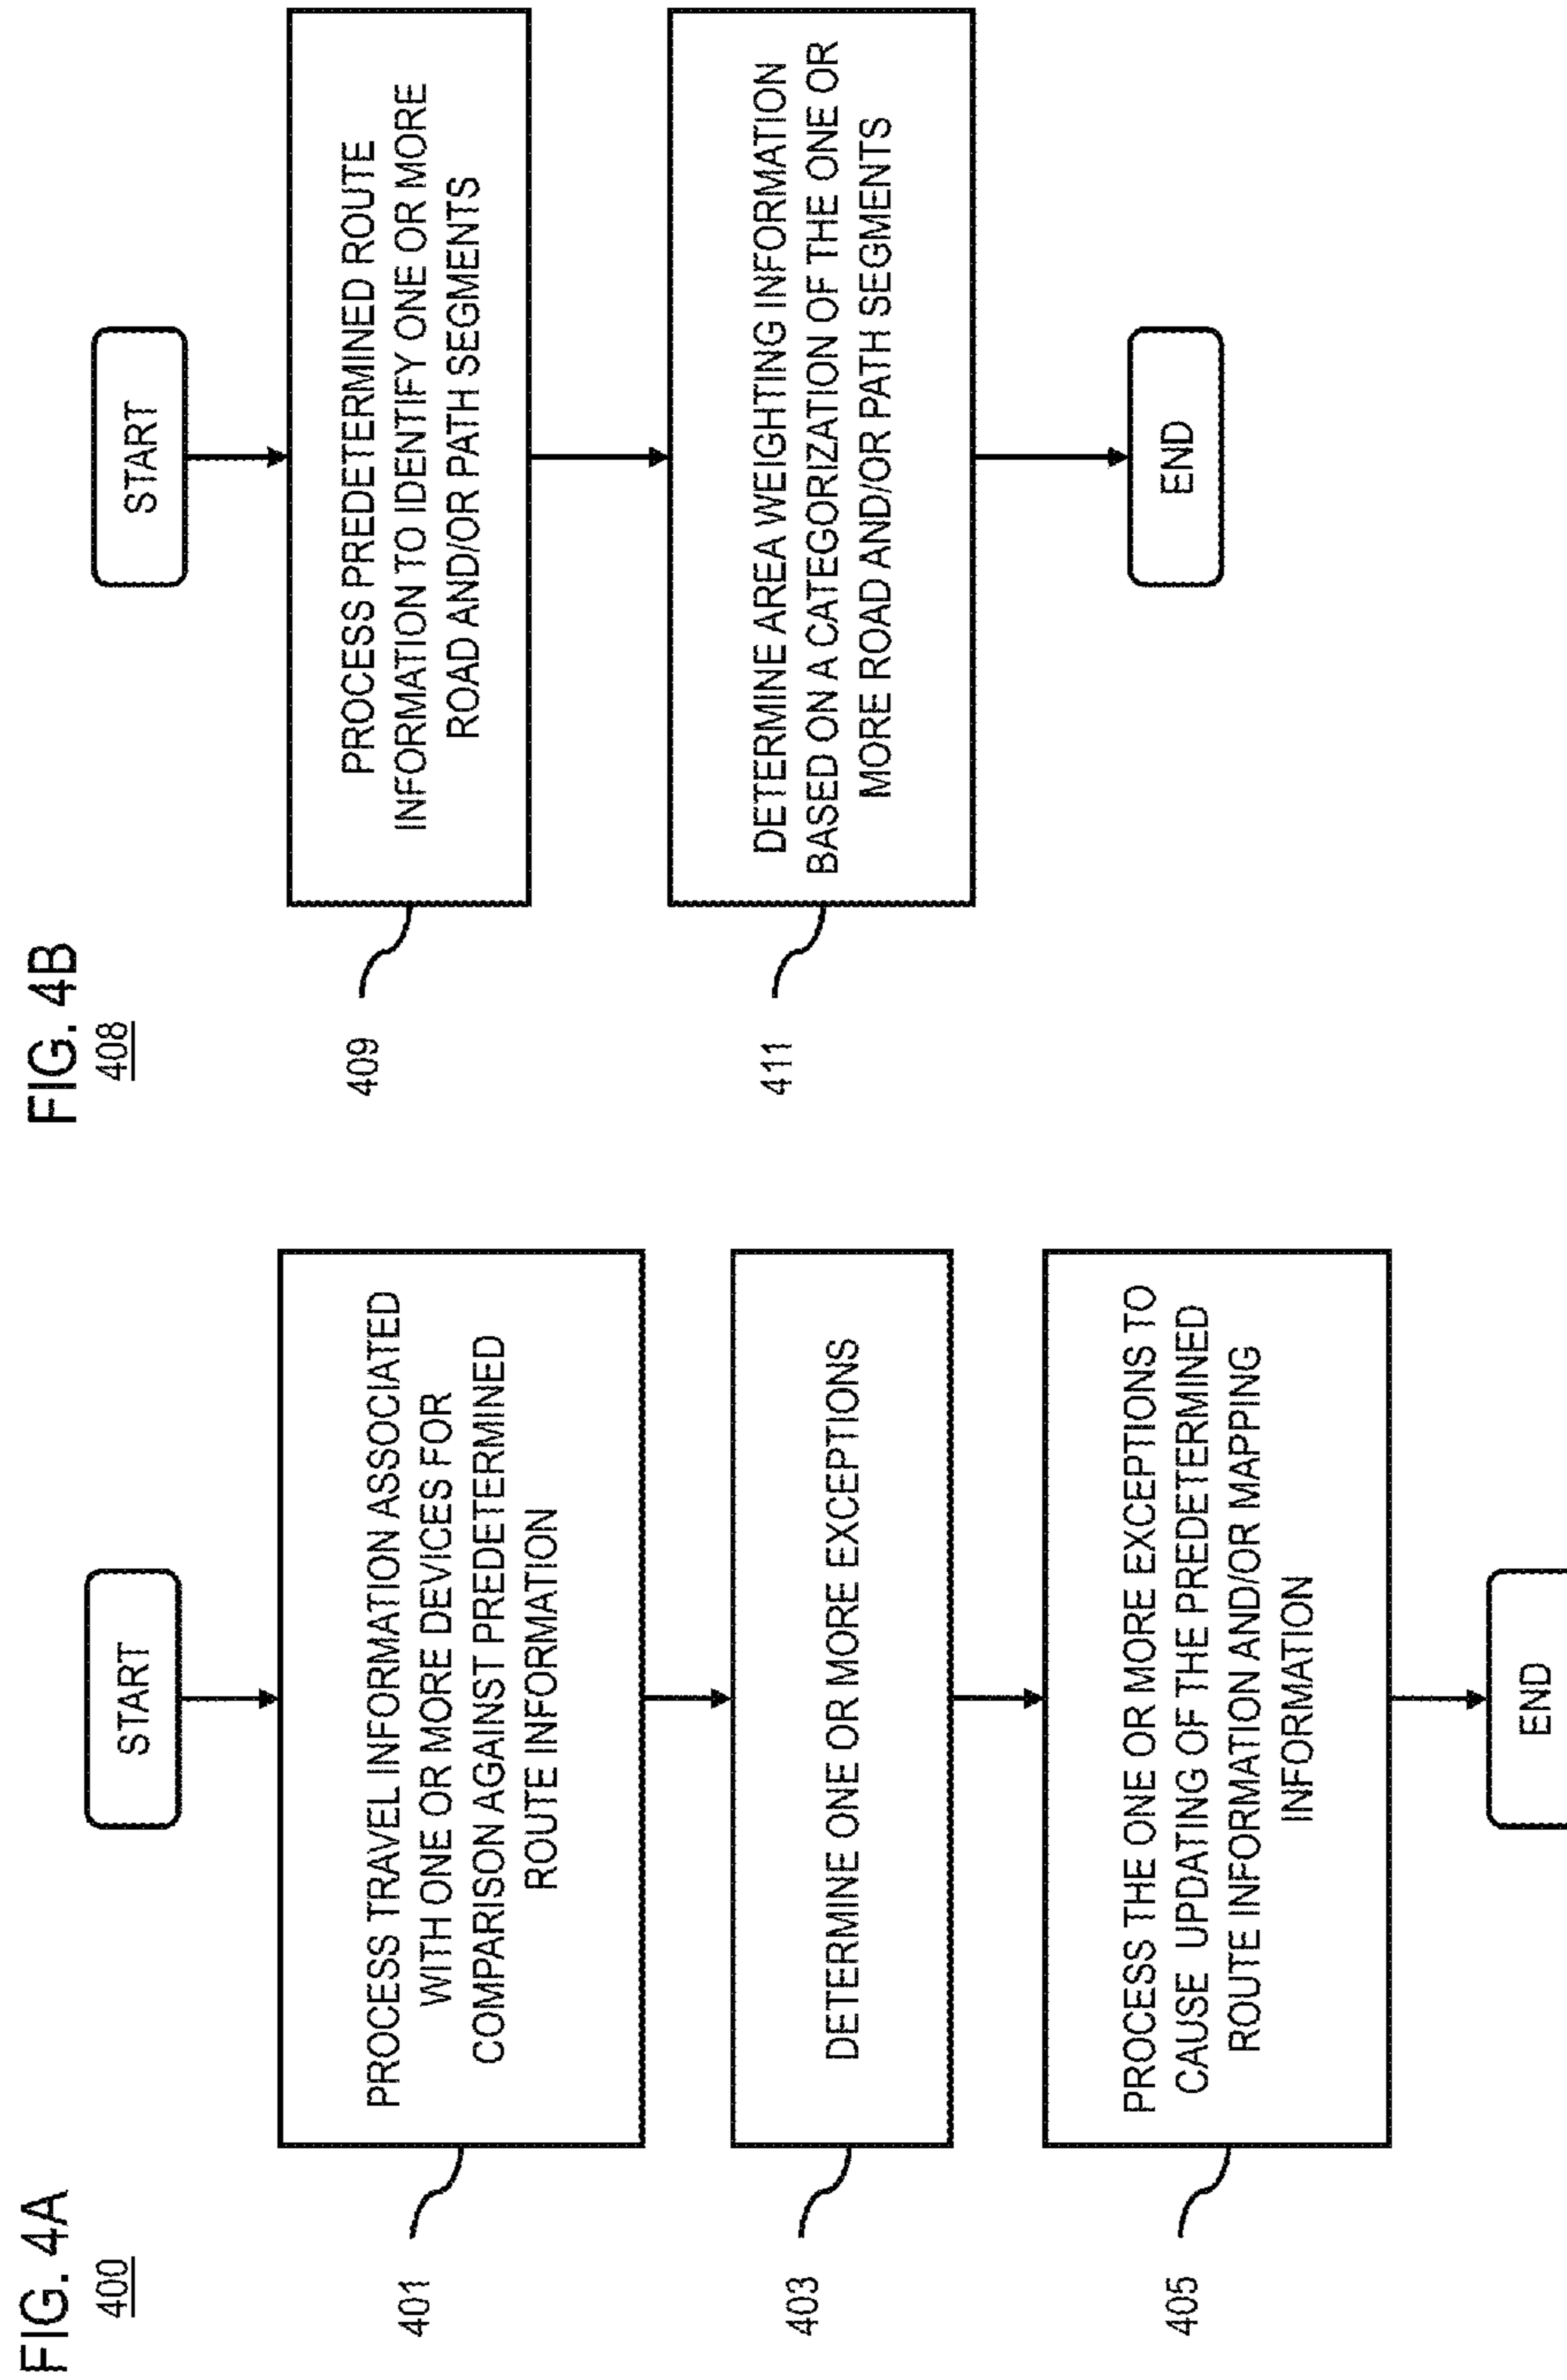 FIG. 4A
400
START
401
PROCESS TRAVEL INFORMATION ASSOCIATED
WITH ONE OR MORE DEVICES FOR
COMPARISON AGAINST PREDETERMINED
ROUTE INFORMATION
403
DETERMINE ONE OR MORE EXCEPTIONS
405
PROCESS THE ONE OR MORE EXCEPTIONS TO
CAUSE UPDATING OF THE PREDETERMINED
ROUTE INFORMATION AND/OR MAPPING
INFORMATION
END
FIG. 4B
408
START
409
PROCESS PREDETERMINED ROUTE
INFORMATION TO IDENTIFY ONE OR MORE
ROAD AND/OR PATH SEGMENTS
411
DETERMINE AREA WEIGHTING INFORMATION
BASED ON A CATEGORIZATION OF THE ONE OR
MORE ROAD AND/OR PATH SEGMENTS
END